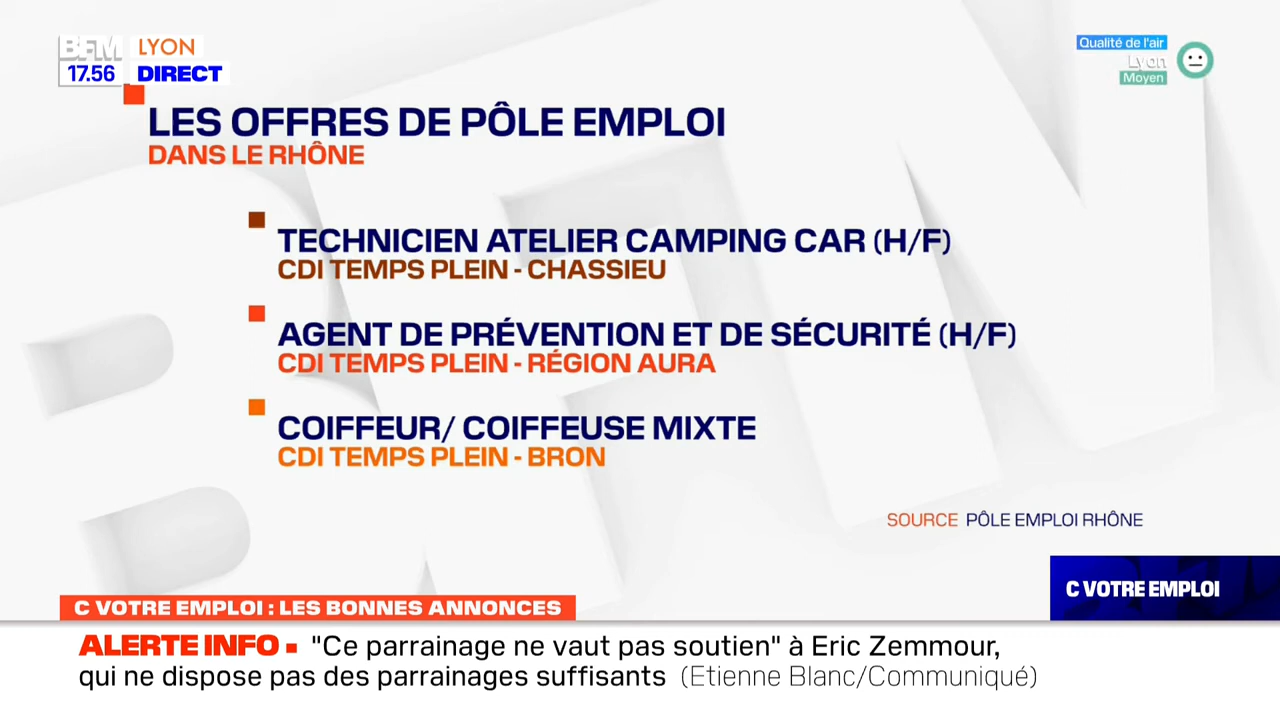 BFM LYON
17.56 DIRECT
Qualité de l'air
Lyon
Moyen
LES OFFRES DE PÔLE EMPLOI
DANS LE RHÔNE
TECHNICIEN ATELIER CAMPING CAR (H/F)
CDI TEMPS PLEIN - CHASSIEU
AGENT DE PRÉVENTION ET DE SÉCURITÉ (H/F)
CDI TEMPS PLEIN - RÉGION AURA
COIFFEUR/ COIFFEUSE MIXTE
CDI TEMPS PLEIN - BRON
SOURCE PÔLE EMPLOI RHÔNE
C VOTRE EMPLOI
C VOTRE EMPLOI : LES BONNES ANNONCES
ALERTE INFO ▪ "Ce parrainage ne vaut pas soutien" à Eric Zemmour,
qui ne dispose pas des parrainages suffisants (Etienne Blanc/Communiqué)